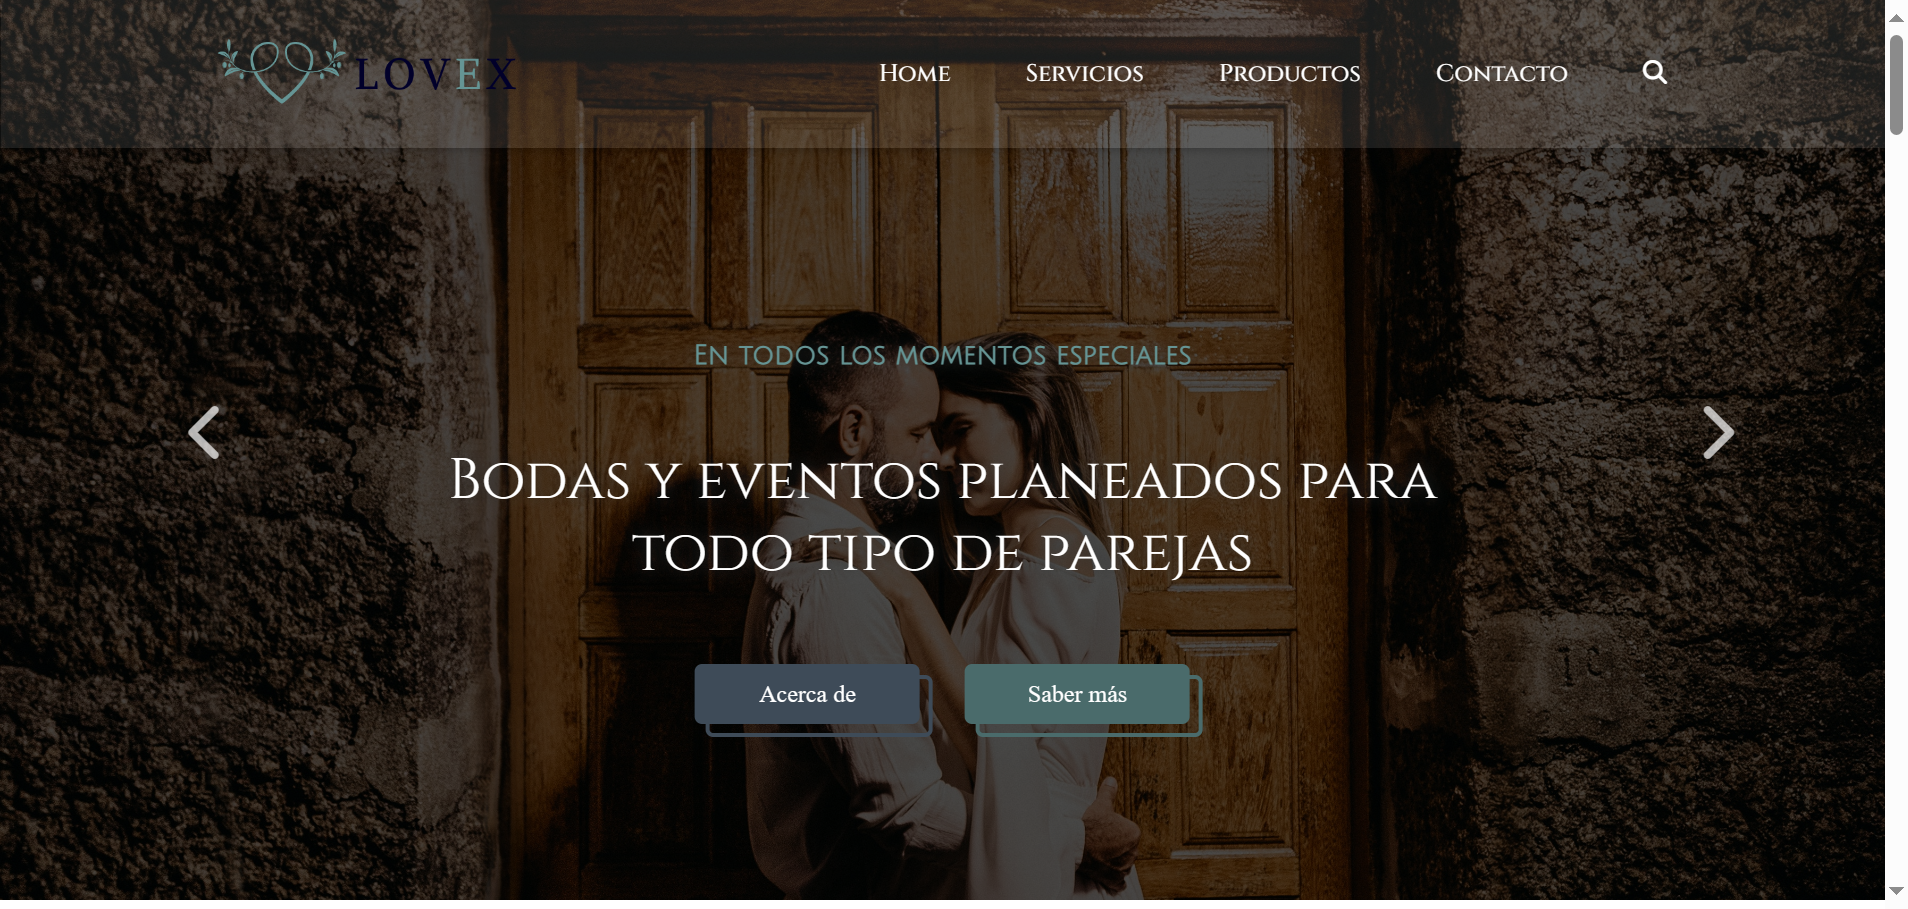 LOVEX
Home Servicios Productos Contacto
En todos los momentos especiales
Bodas y eventos planeados para
todo tipo de parejas
Acerca de Saber más